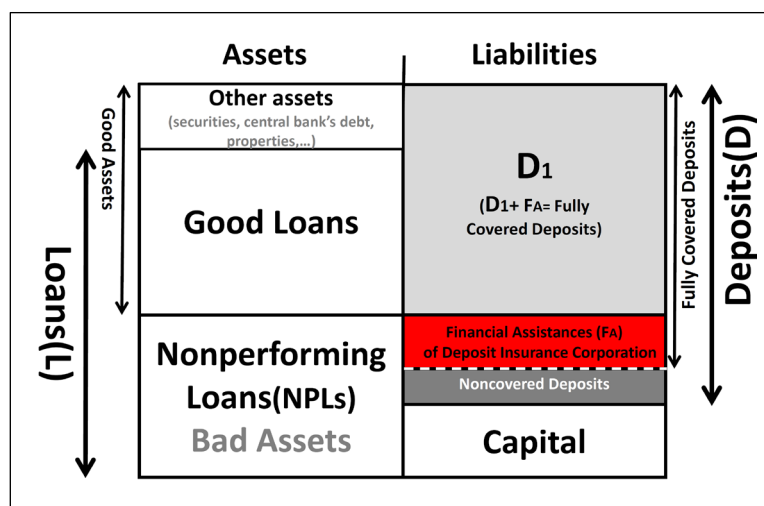 Assets
Liabilities
Good Assets
Loans(L)
Other assets
(securities, central bank's debt,
properties,...)
Good Loans
Nonperforming
Loans(NPLs)
Bad Assets
D1
(D1+ FA= Fully
Covered Deposits)
Financial Assistances (FA)
of Deposit Insurance Corporation
Noncovered Deposits
Capital
Fully Covered Deposits
Deposits(D)